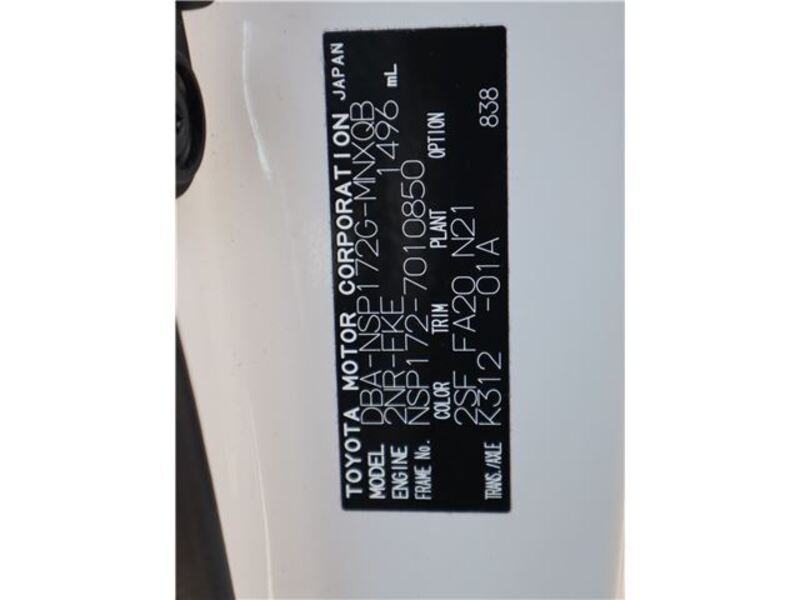 TOYOTA MOTOR CORPORATION JAPAN
MODEL DBA-NSP172G-MNXQB
ENGINE 2NR-FKE 1496 mL
FRAME No. NSP172-7010850
COLOR TRIM PLANT OPTION
2SF FA20 N21
TRANS./AXLE K312 -01A 838